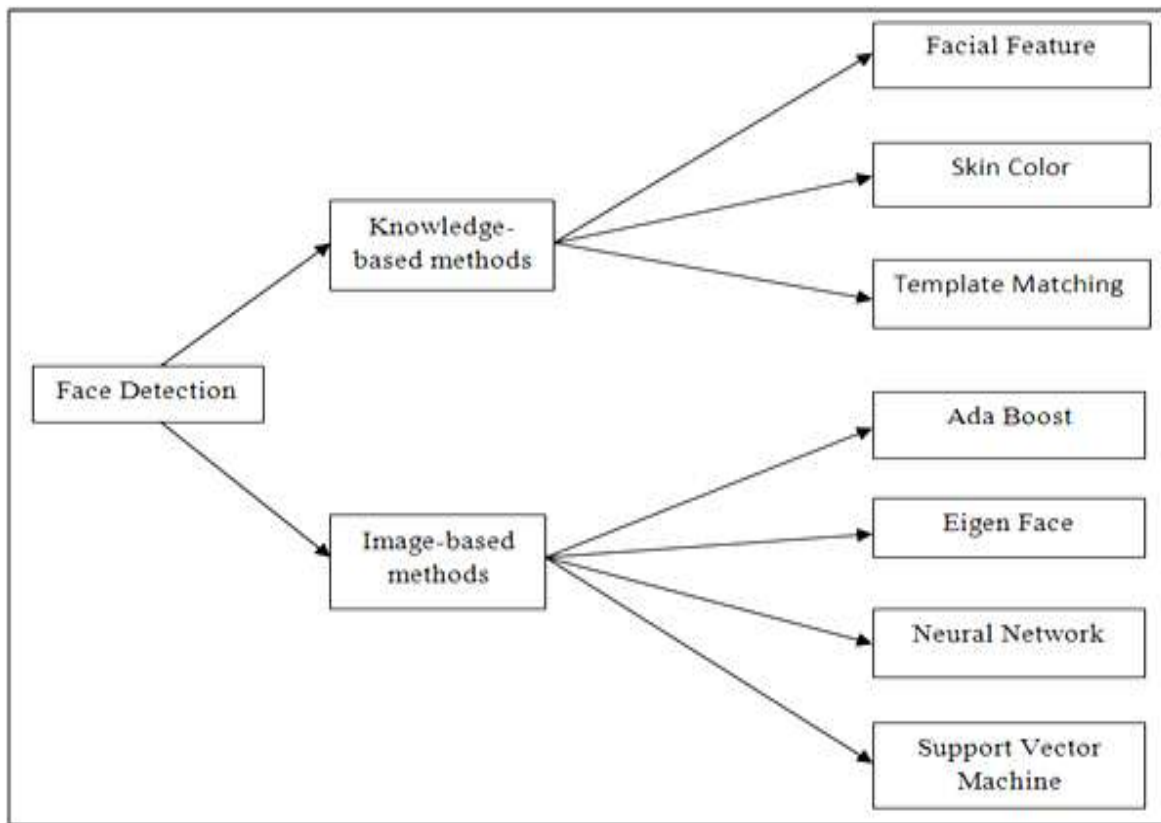 Facial Feature
Skin Color
Knowledge-
based methods
Template Matching
Face Detection
Ada Boost
Eigen Face
Image-based
methods
Neural Network
Support Vector
Machine